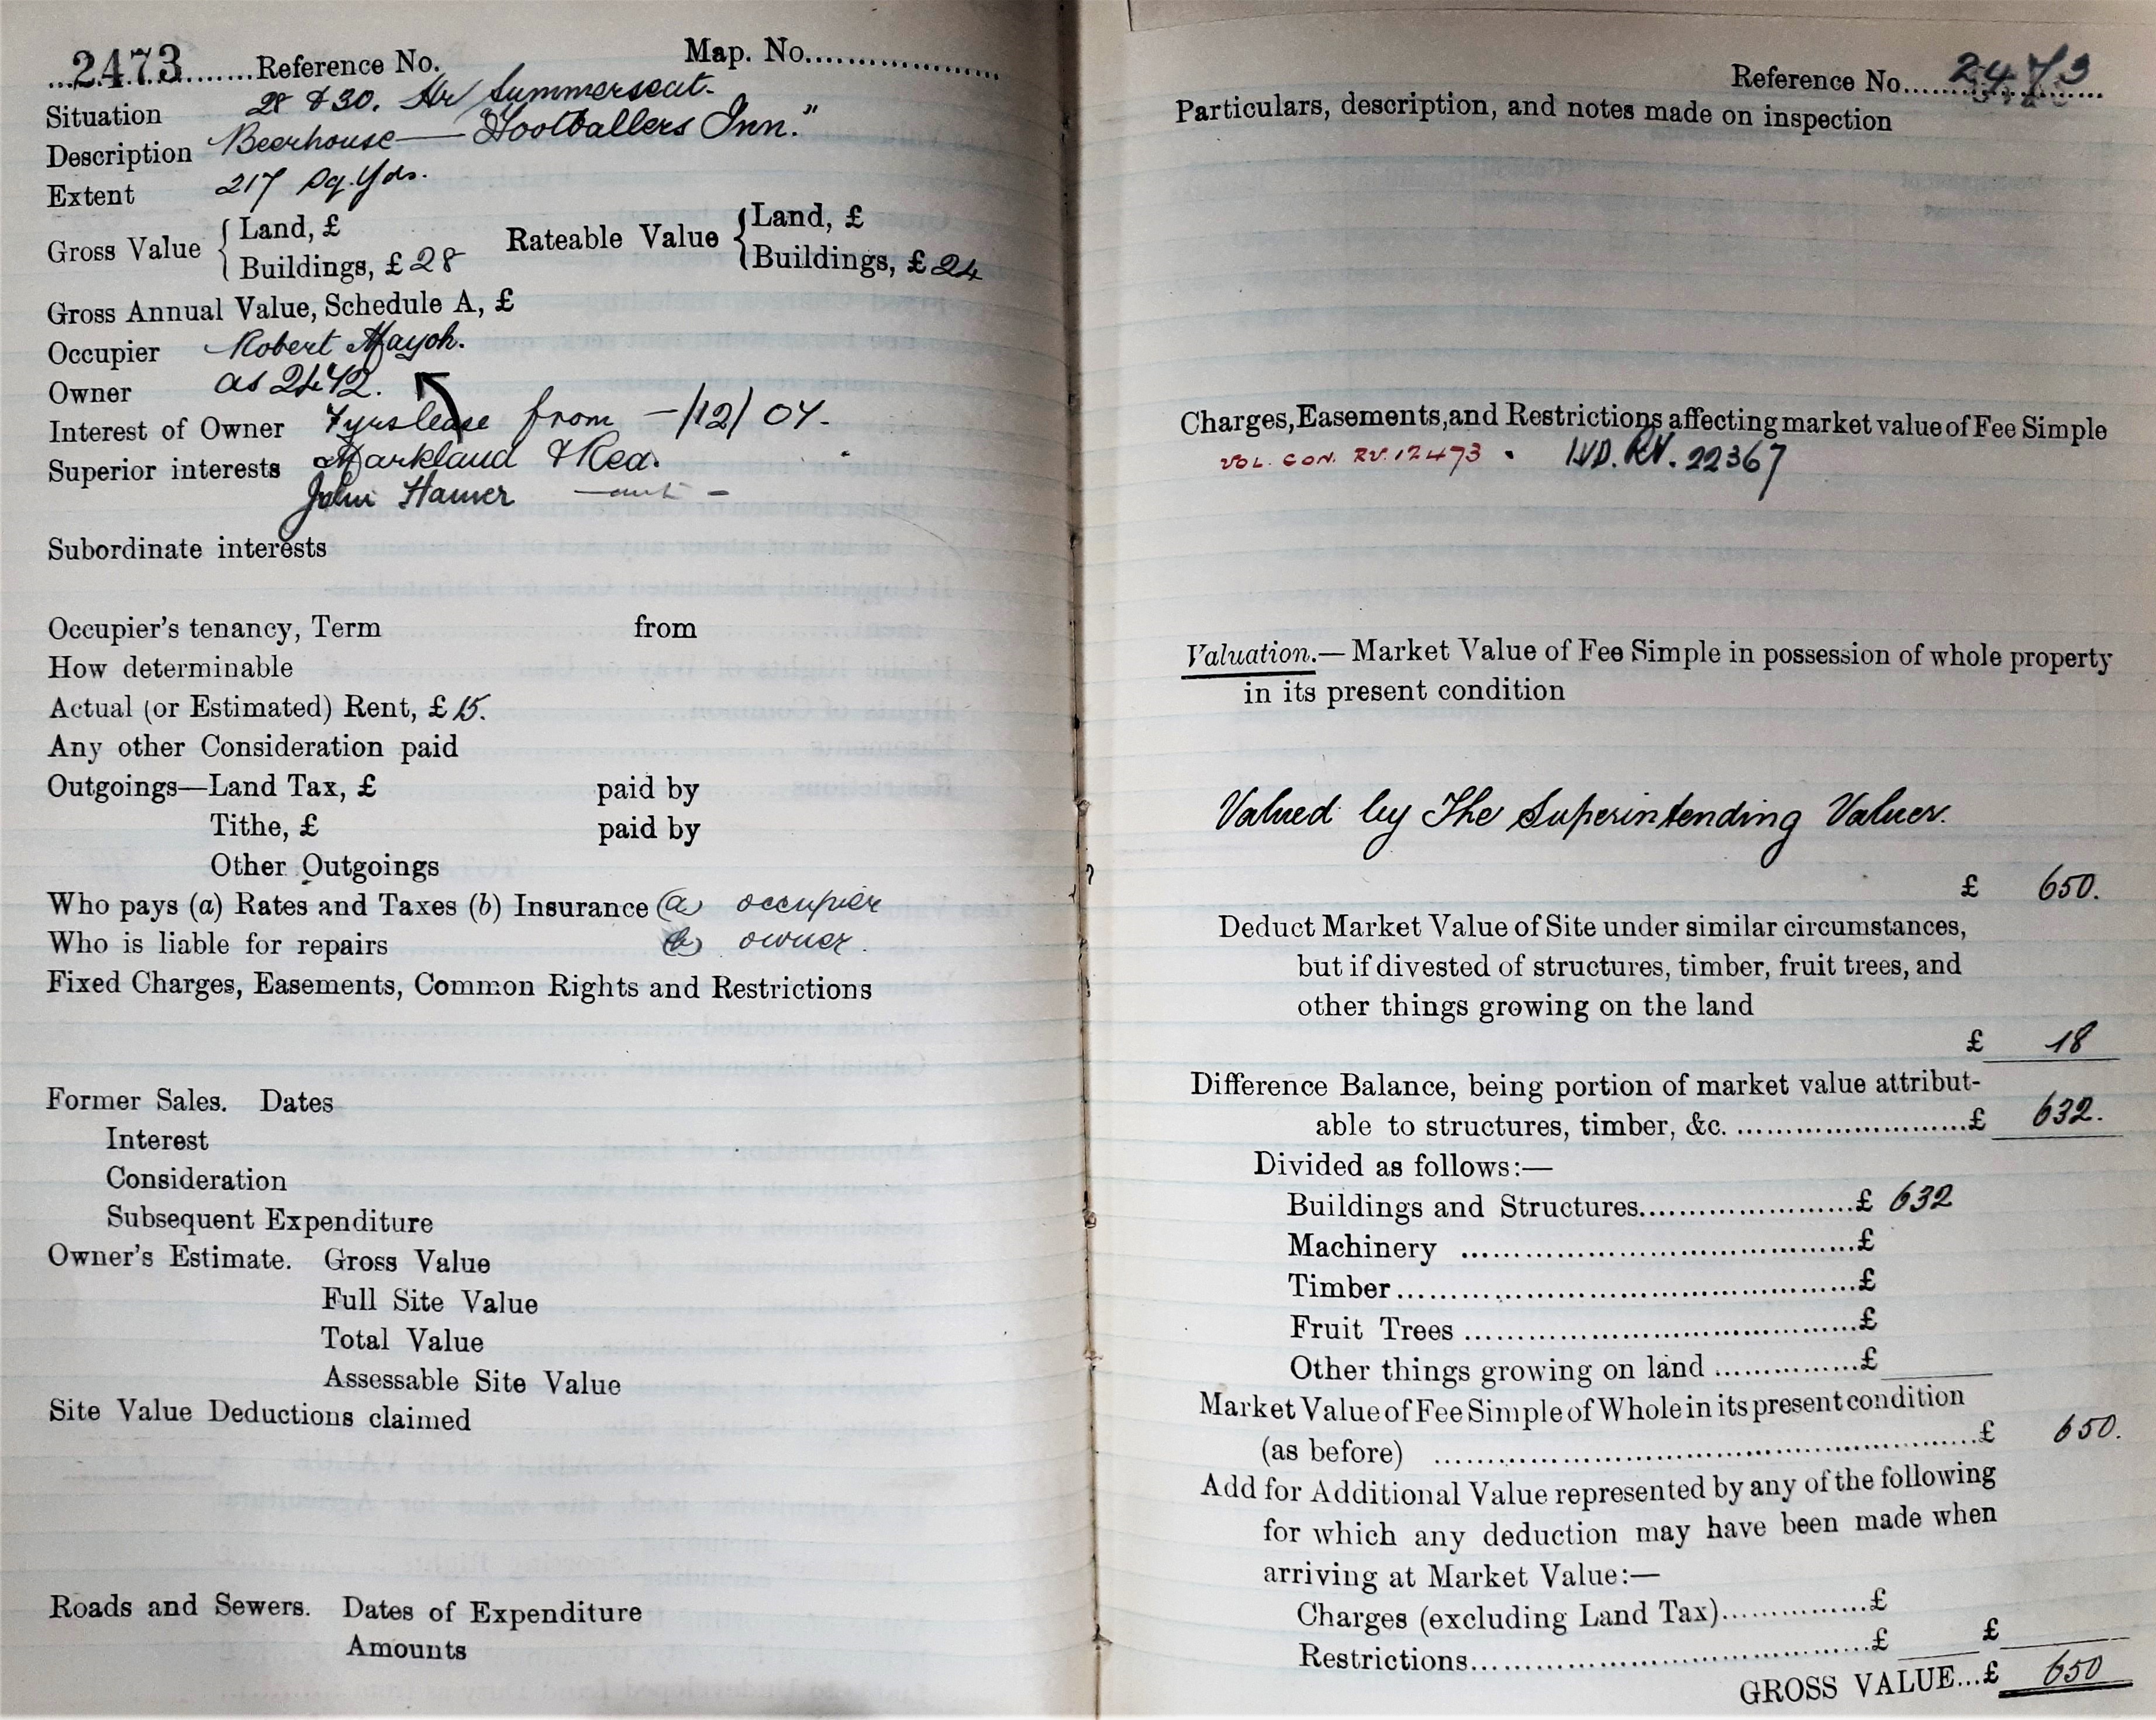 2473 Reference No. Map. No.
Situation 28 & 30. Hr Summerseat.
Description Beerhouse — "Footballers Inn."
Extent 217 Sq. Yds.
Gross Value { Land, £ Rateable Value { Land, £
Buildings, £ 28 Buildings, £ 24
Gross Annual Value, Schedule A, £
Occupier Robert Mayoh.
Owner as 2472.
Interest of Owner 7 yrs lease from -/12/07.
Superior interests Markland & Rea.
John Hamer
Subordinate interests
Occupier's tenancy, Term from
How determinable
Actual (or Estimated) Rent, £ 15.
Any other Consideration paid
Outgoings—Land Tax, £ paid by
Tithe, £ paid by
Other Outgoings
Who pays (a) Rates and Taxes (b) Insurance (a) occupier
Who is liable for repairs (b) owner.
Fixed Charges, Easements, Common Rights and Restrictions
Former Sales. Dates
Interest
Consideration
Subsequent Expenditure
Owner's Estimate. Gross Value
Full Site Value
Total Value
Assessable Site Value
Site Value Deductions claimed
Roads and Sewers. Dates of Expenditure
Amounts
Reference No. 2473
Particulars, description, and notes made on inspection
Charges, Easements, and Restrictions affecting market value of Fee Simple
VOL. CON. RV. 12473 . IVD. RV. 22367
Valuation.—Market Value of Fee Simple in possession of whole property
in its present condition
Valued by The Superintending Valuer.
£ 650.
Deduct Market Value of Site under similar circumstances,
but if divested of structures, timber, fruit trees, and
other things growing on the land
£ 18
Difference Balance, being portion of market value attribut-
able to structures, timber, &c. £ 632.
Divided as follows:—
Buildings and Structures £ 632
Machinery £
Timber £
Fruit Trees £
Other things growing on land £
Market Value of Fee Simple of Whole in its present condition
(as before) £ 650.
Add for Additional Value represented by any of the following
for which any deduction may have been made when
arriving at Market Value:—
Charges (excluding Land Tax) £
Restrictions £ £
GROSS VALUE...£ 650